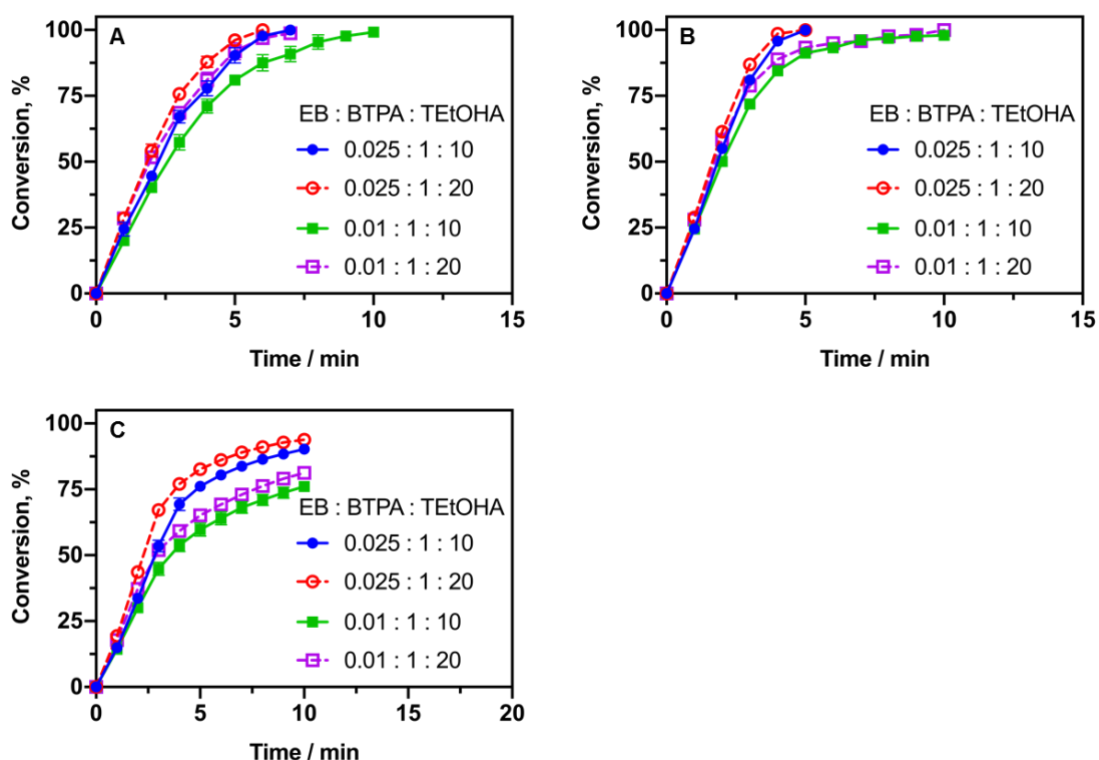 A
Conversion, %
100
75
50
25
0
EB : BTPA : TEtOHA
0.025 : 1 : 10
0.025 : 1 : 20
0.01 : 1 : 10
0.01 : 1 : 20
0 5 10 15
Time / min
B
Conversion, %
100
75
50
25
0
EB : BTPA : TEtOHA
0.025 : 1 : 10
0.025 : 1 : 20
0.01 : 1 : 10
0.01 : 1 : 20
0 5 10 15
Time / min
C
Conversion, %
100
75
50
25
0
EB : BTPA : TEtOHA
0.025 : 1 : 10
0.025 : 1 : 20
0.01 : 1 : 10
0.01 : 1 : 20
0 5 10 15 20
Time / min